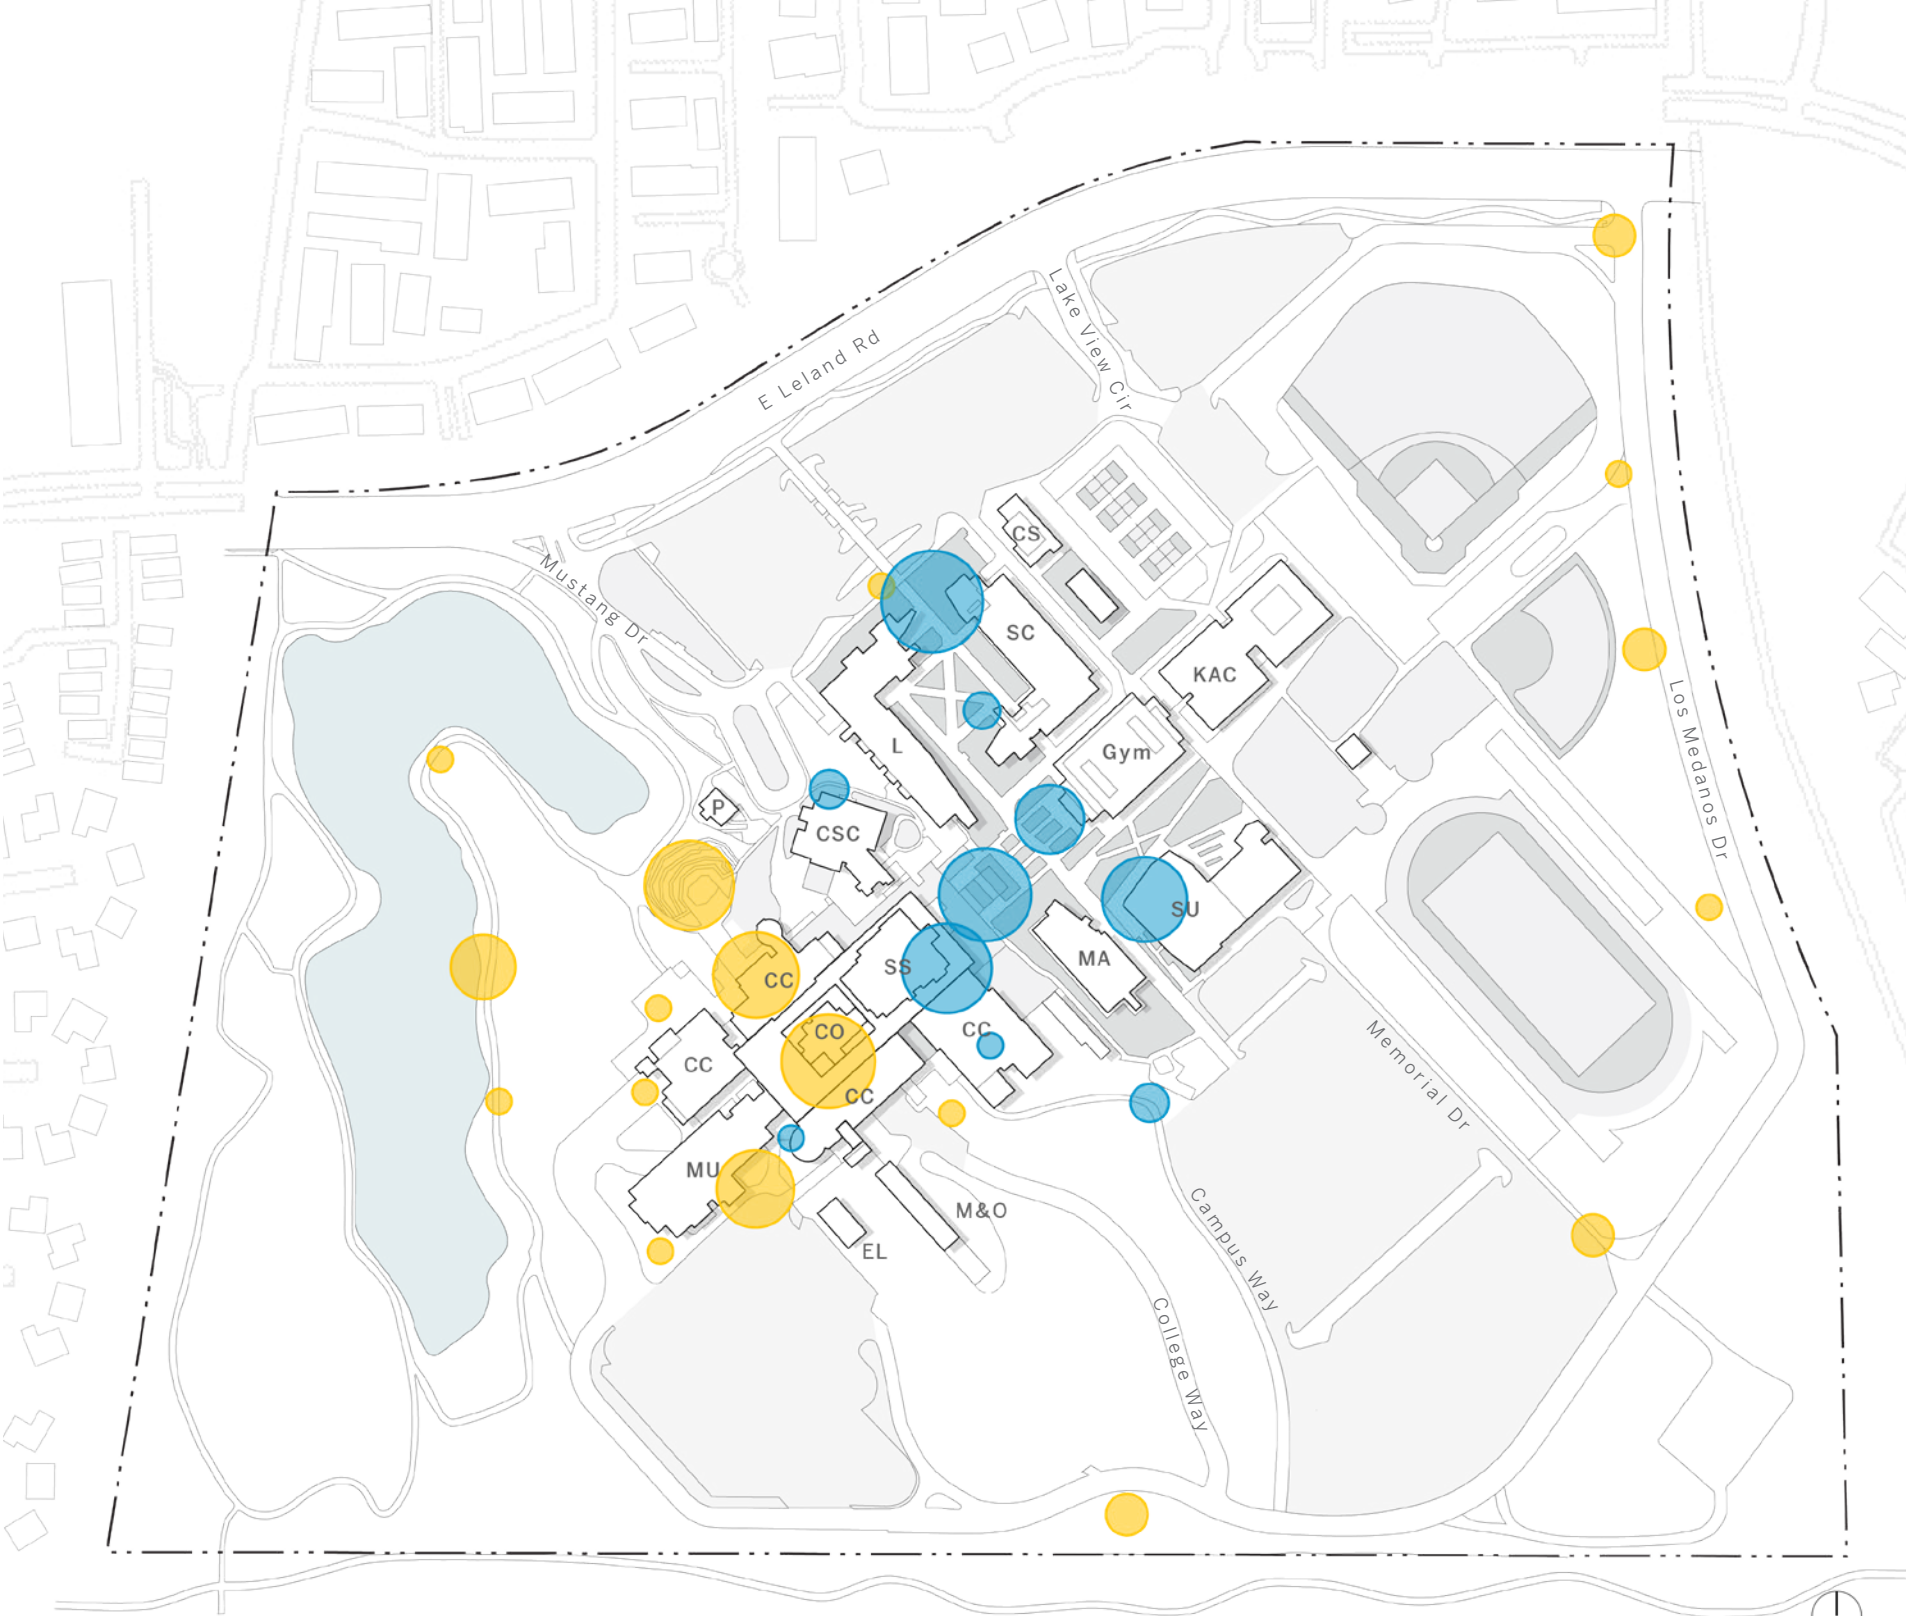 E Leland Rd
Lake View Cir
CS
Mustang Dr
SC
KAC
Los Medanos Dr
L
Gym
P
CSC
SU
MA
SS
CC
CO
CC
CC
CC
Memorial Dr
MU
M&O
EL
Campus Way
College Way